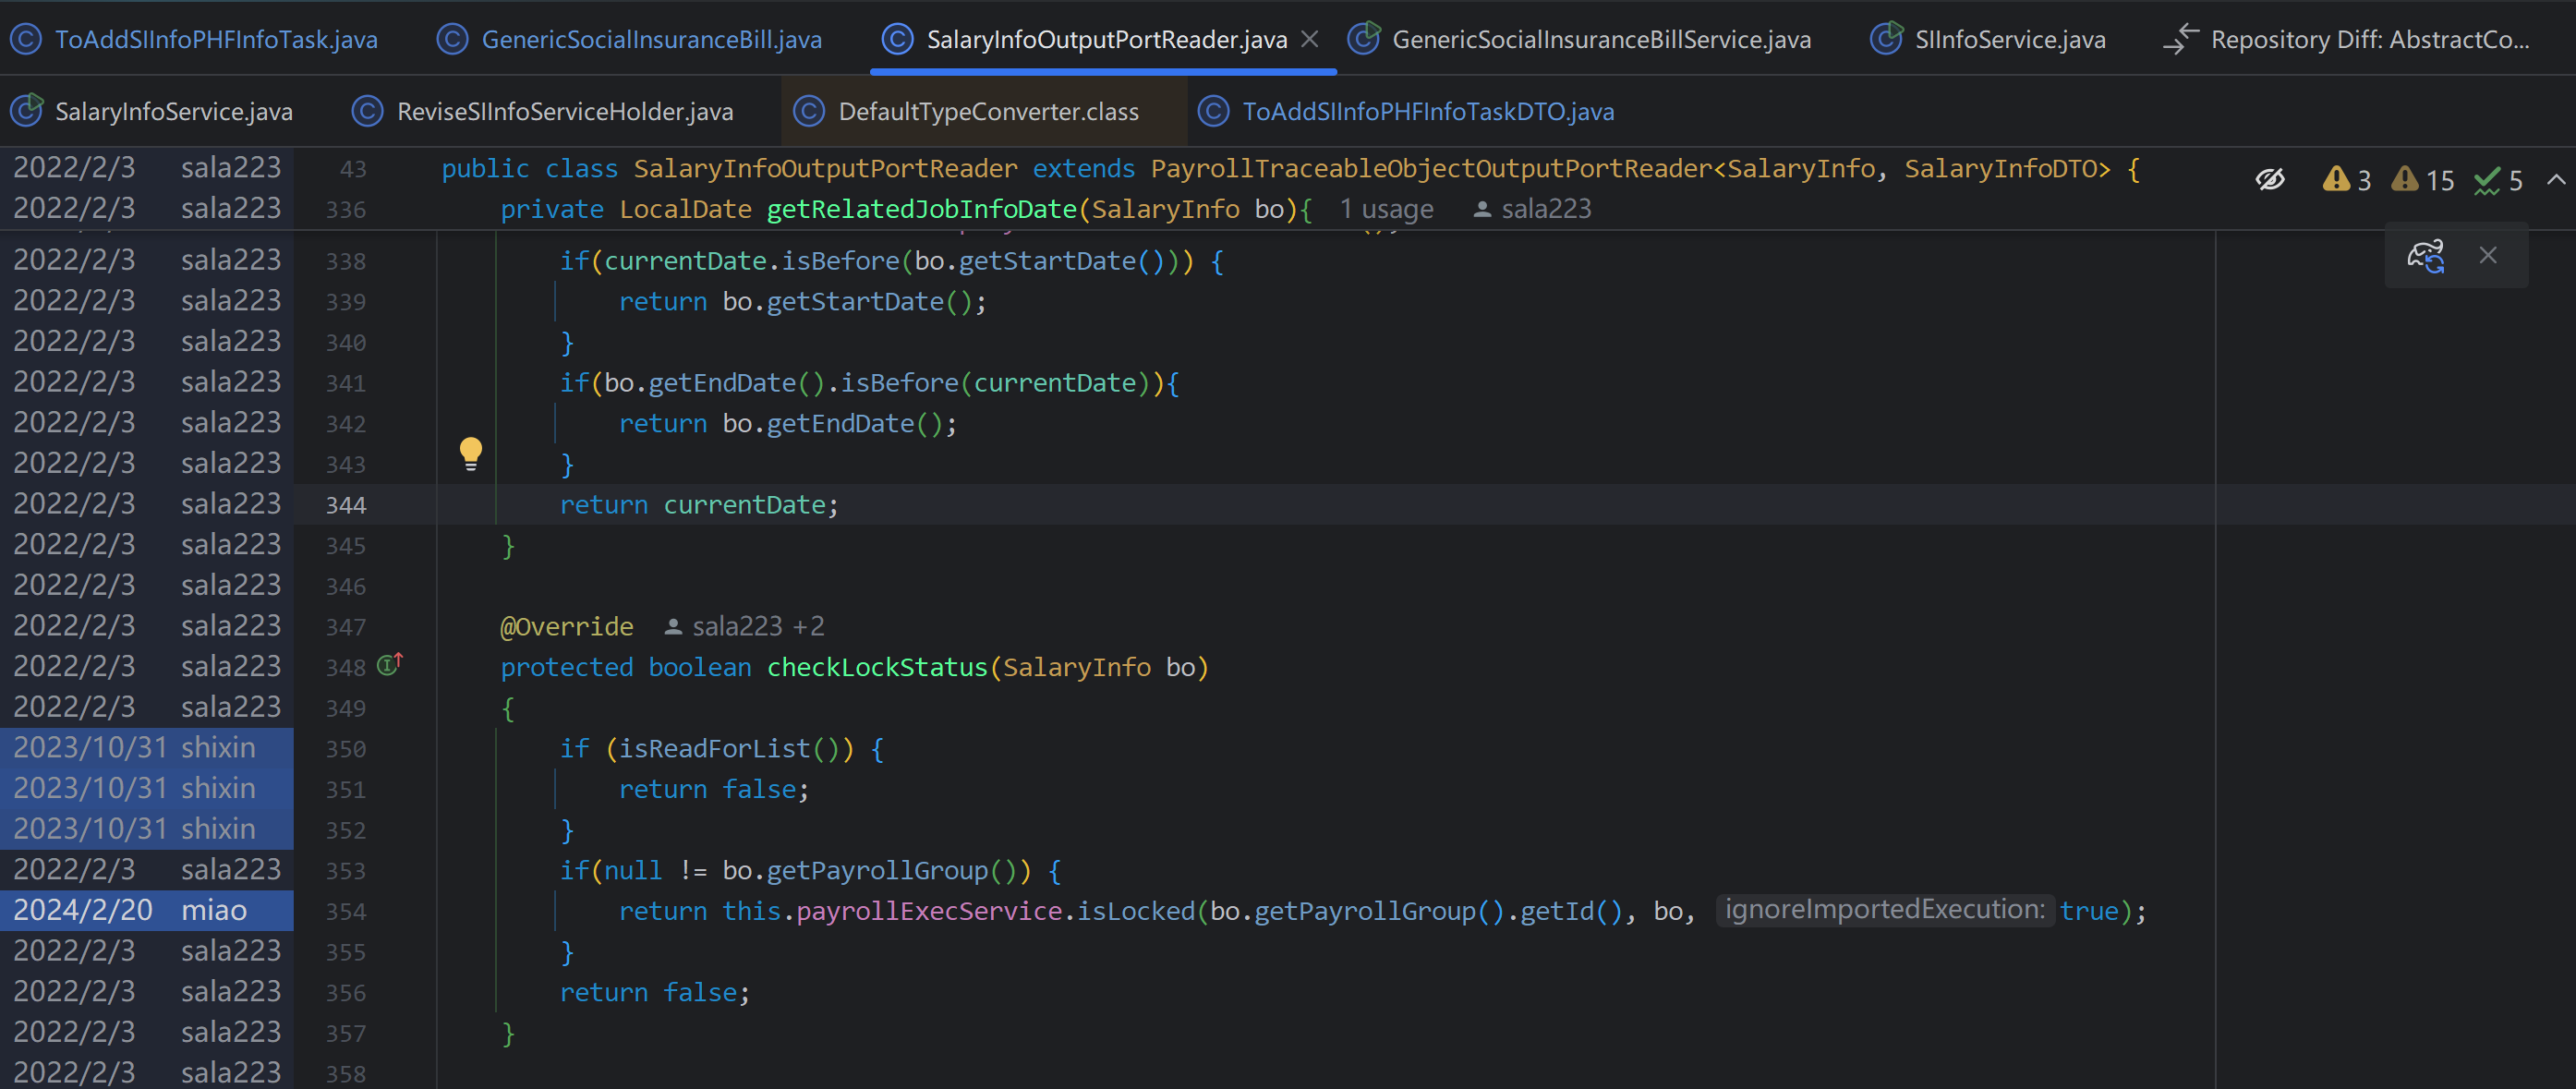 ToAddSIInfoPHFInfoTask.java GenericSocialInsuranceBill.java SalaryInfoOutputPortReader.java GenericSocialInsuranceBillService.java SIInfoService.java Repository Diff: AbstractCo...
SalaryInfoService.java ReviseSIInfoServiceHolder.java DefaultTypeConverter.class ToAddSIInfoPHFInfoTaskDTO.java
2022/2/3 sala223 43 public class SalaryInfoOutputPortReader extends PayrollTraceableObjectOutputPortReader<SalaryInfo, SalaryInfoDTO> { 3 15 5
2022/2/3 sala223 336 private LocalDate getRelatedJobInfoDate(SalaryInfo bo){ 1 usage sala223
2022/2/3 sala223 338 if(currentDate.isBefore(bo.getStartDate())) {
2022/2/3 sala223 339 return bo.getStartDate();
2022/2/3 sala223 340 }
2022/2/3 sala223 341 if(bo.getEndDate().isBefore(currentDate)){
2022/2/3 sala223 342 return bo.getEndDate();
2022/2/3 sala223 343 }
2022/2/3 sala223 344 return currentDate;
2022/2/3 sala223 345 }
2022/2/3 sala223 346
2022/2/3 sala223 347 @Override sala223 +2
2022/2/3 sala223 348 protected boolean checkLockStatus(SalaryInfo bo)
2022/2/3 sala223 349 {
2023/10/31 shixin 350 if (isReadForList()) {
2023/10/31 shixin 351 return false;
2023/10/31 shixin 352 }
2022/2/3 sala223 353 if(null != bo.getPayrollGroup()) {
2024/2/20 miao 354 return this.payrollExecService.isLocked(bo.getPayrollGroup().getId(), bo, ignoreImportedExecution: true);
2022/2/3 sala223 355 }
2022/2/3 sala223 356 return false;
2022/2/3 sala223 357 }
2022/2/3 sala223 358